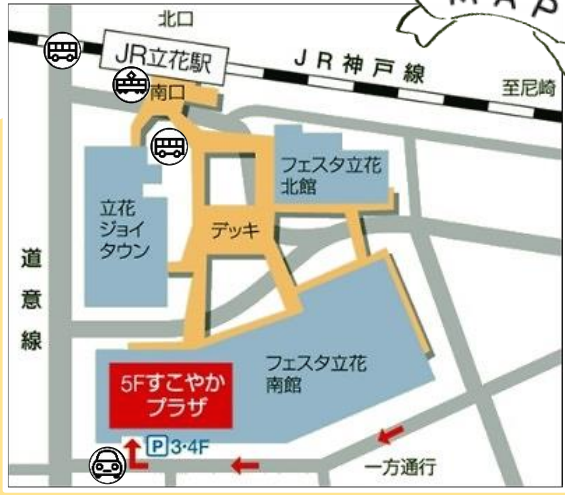 MAP
北口
JR立花駅
JR神戸線
至尼崎
南口
フェスタ立花
北館
立花
ジョイ
タウン
デッキ
道意線
フェスタ立花
南館
5Fすこやか
プラザ
P3・4F
一方通行